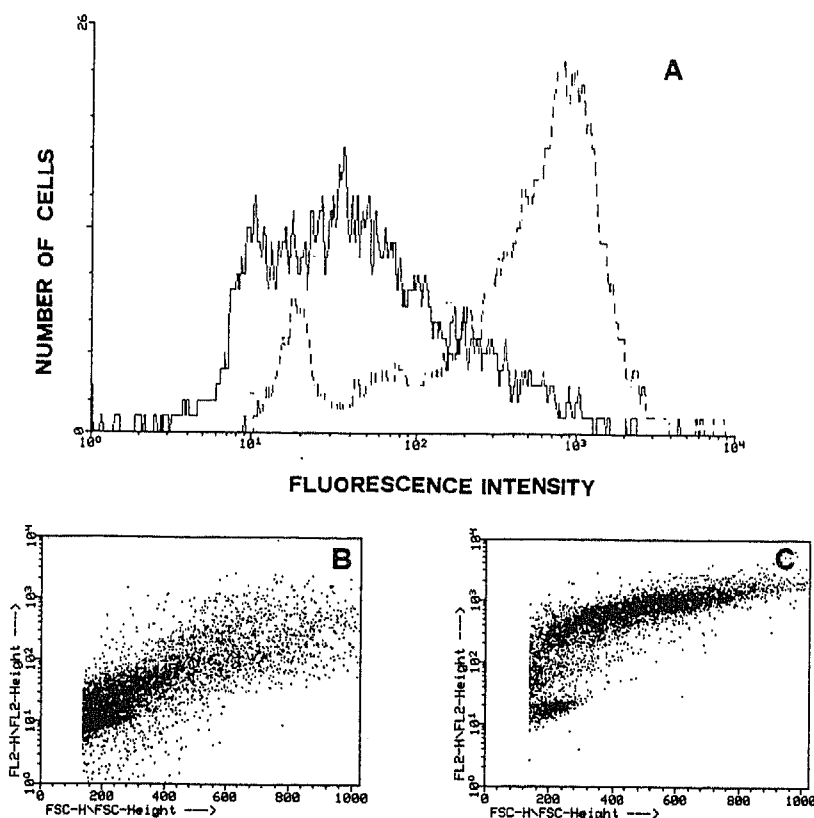 26
A
NUMBER OF CELLS
0
10⁰ 10¹ 10² 10³ 10⁴
FLUORESCENCE INTENSITY
B
FL2-H\FL2-Height --->
10⁴
10³
10²
10¹
10⁰
0 200 400 600 800 1000
FSC-H\FSC-Height --->
C
FL2-H\FL2-Height --->
10⁴
10³
10²
10¹
10⁰
0 200 400 600 800 1000
FSC-H\FSC-Height --->